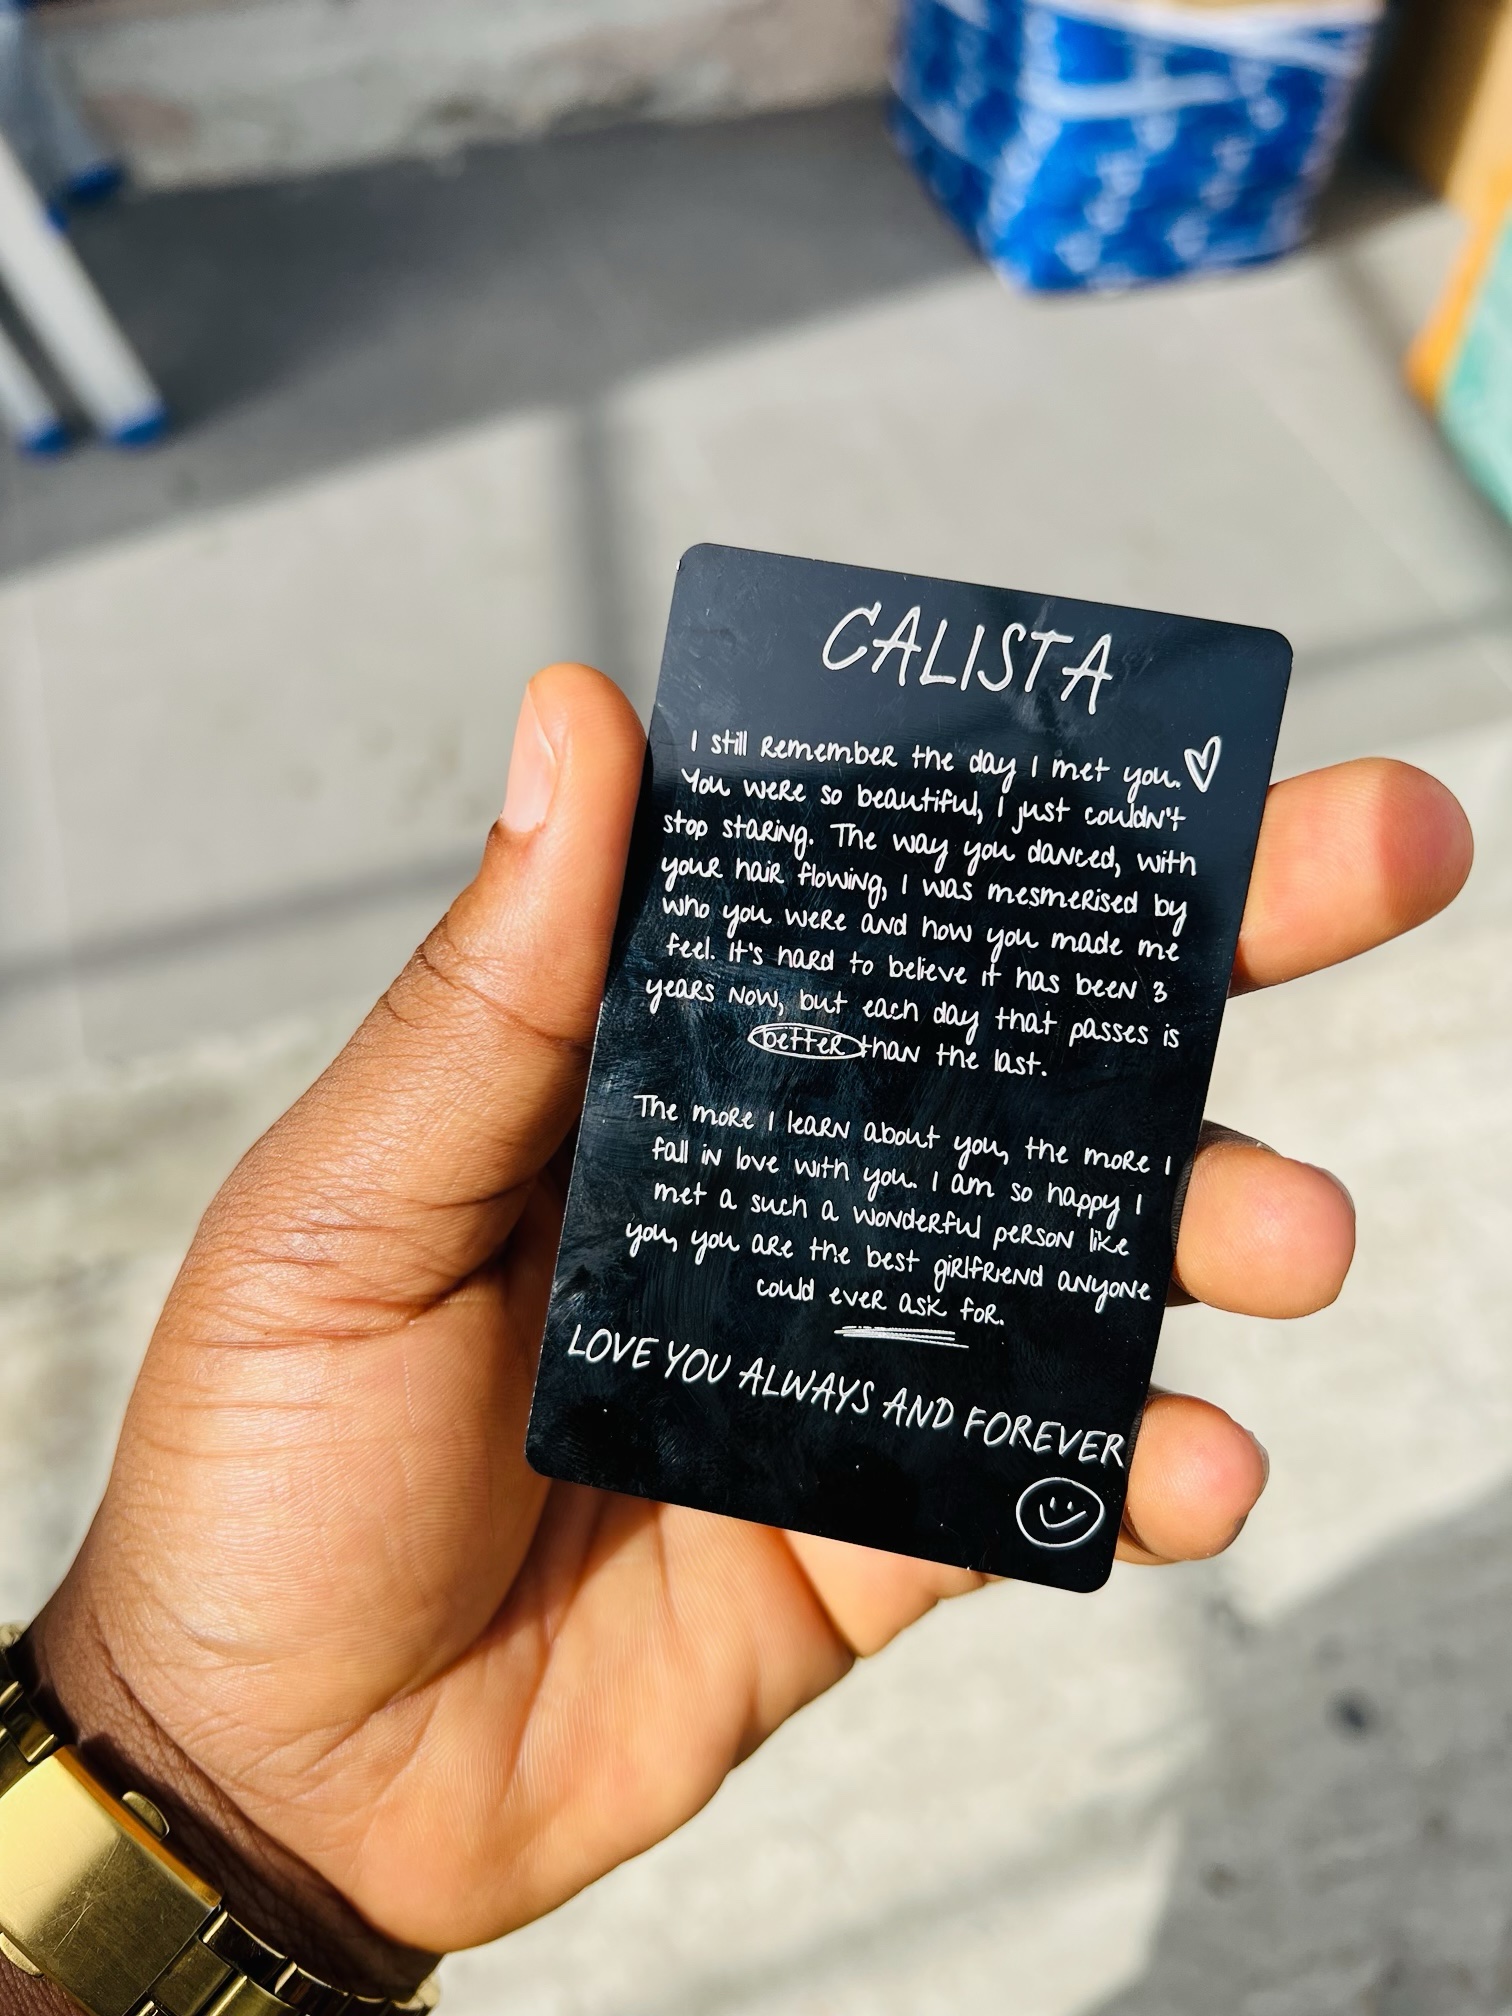 CALISTA
I still remember the day I met you.
You were so beautiful, I just couldn't
stop staring. The way you danced, with
your hair flowing, I was mesmerised by
who you were and how you made me
feel. It's hard to believe it has been 3
years now, but each day that passes is
better than the last.
The more I learn about you, the more I
fall in love with you. I am so happy I
met a such a wonderful person like
you, you are the best girlfriend anyone
could ever ask for.
LOVE YOU ALWAYS AND FOREVER